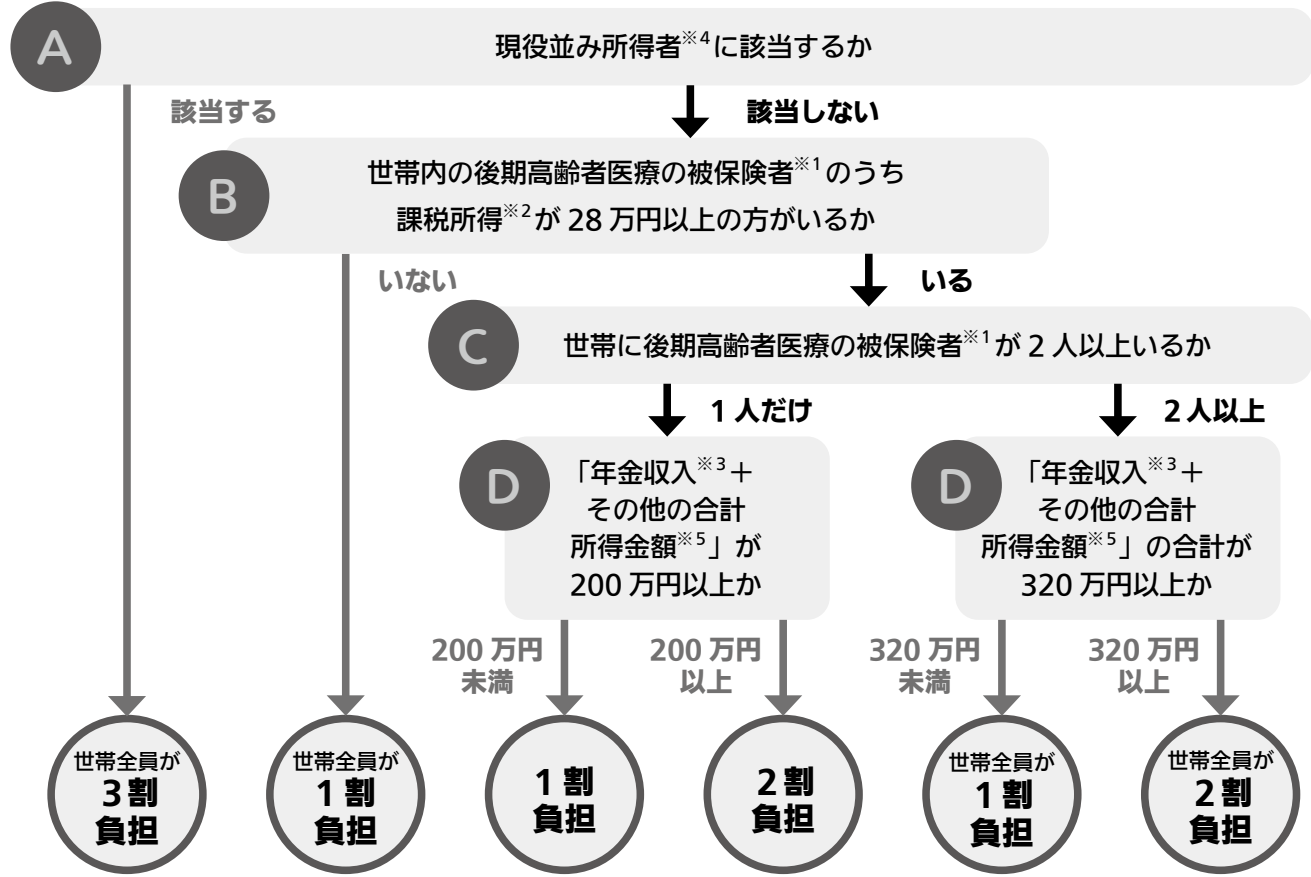 A
現役並み所得者※4に該当するか
該当する
該当しない
B
世帯内の後期高齢者医療の被保険者※1のうち
課税所得※2が 28 万円以上の方がいるか
いない
いる
C
世帯に後期高齢者医療の被保険者※1が 2 人以上いるか
1 人だけ
2 人以上
D
「年金収入※3＋
その他の合計
所得金額※5」が
200 万円以上か
D
「年金収入※3＋
その他の合計
所得金額※5」の合計が
320 万円以上か
200 万円
未満
200 万円
以上
320 万円
未満
320 万円
以上
世帯全員が
3 割
負担
世帯全員が
1 割
負担
1 割
負担
2 割
負担
世帯全員が
1 割
負担
世帯全員が
2 割
負担